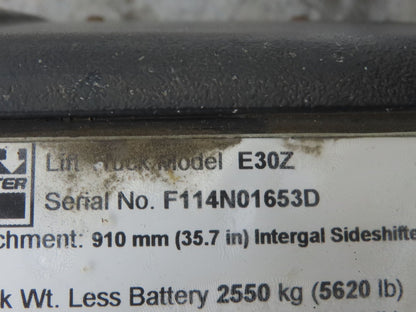 Lift Truck Model E30Z
Serial No. F114N01653D
chment: 910 mm (35.7 in) Intergal Sideshifte
k Wt. Less Battery 2550 kg (5620 lb)